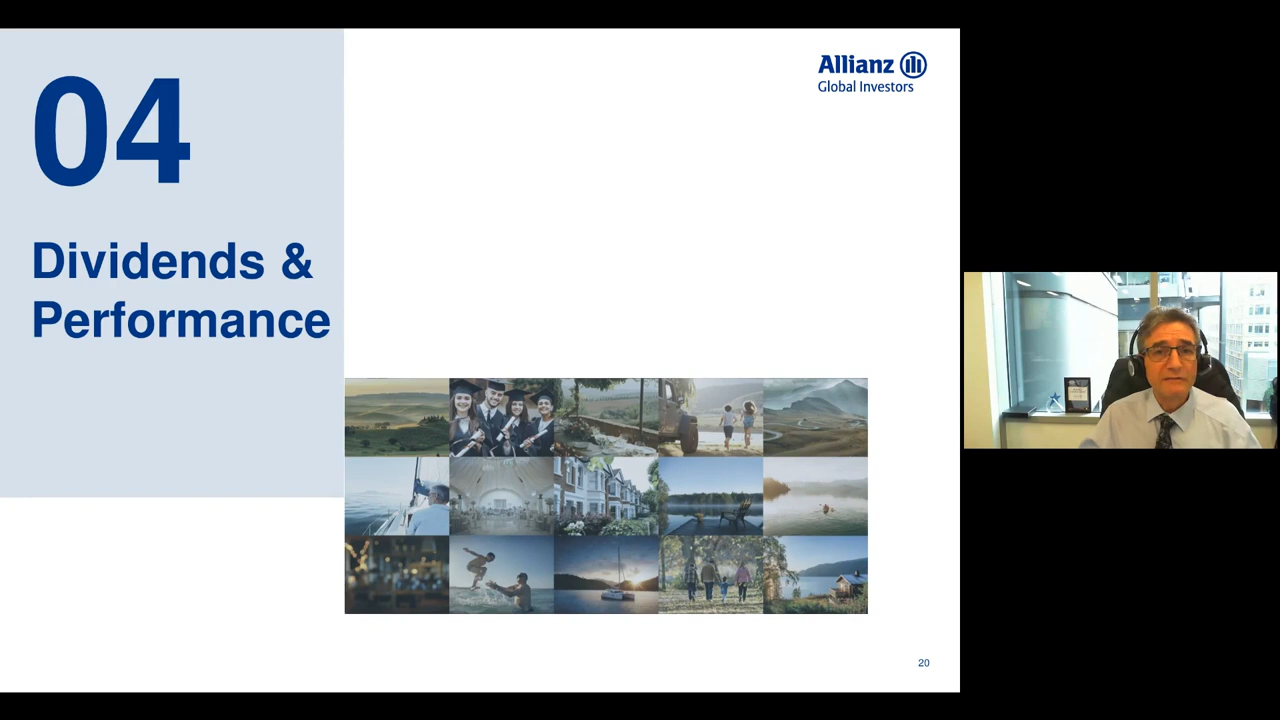 04
Dividends &
Performance
Allianz
Global Investors
20